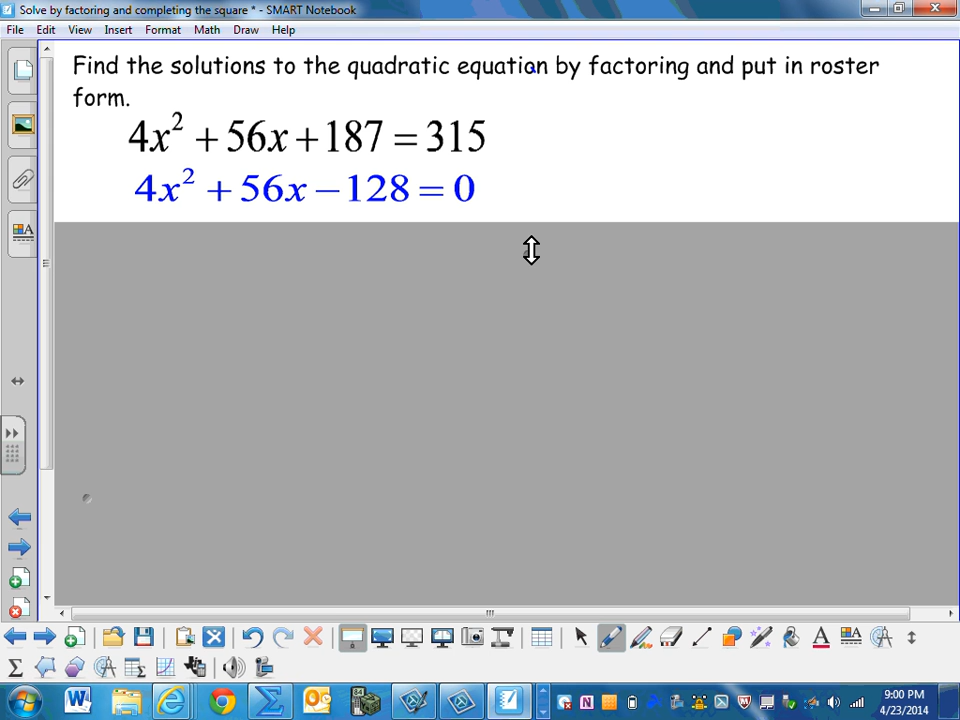 Solve by factoring and completing the square * - SMART Notebook
File Edit View Insert Format Math Draw Help
Find the solutions to the quadratic equation by factoring and put in roster
form.
4x² + 56x + 187 = 315
4x² + 56x − 128 = 0
9:00 PM
4/23/2014